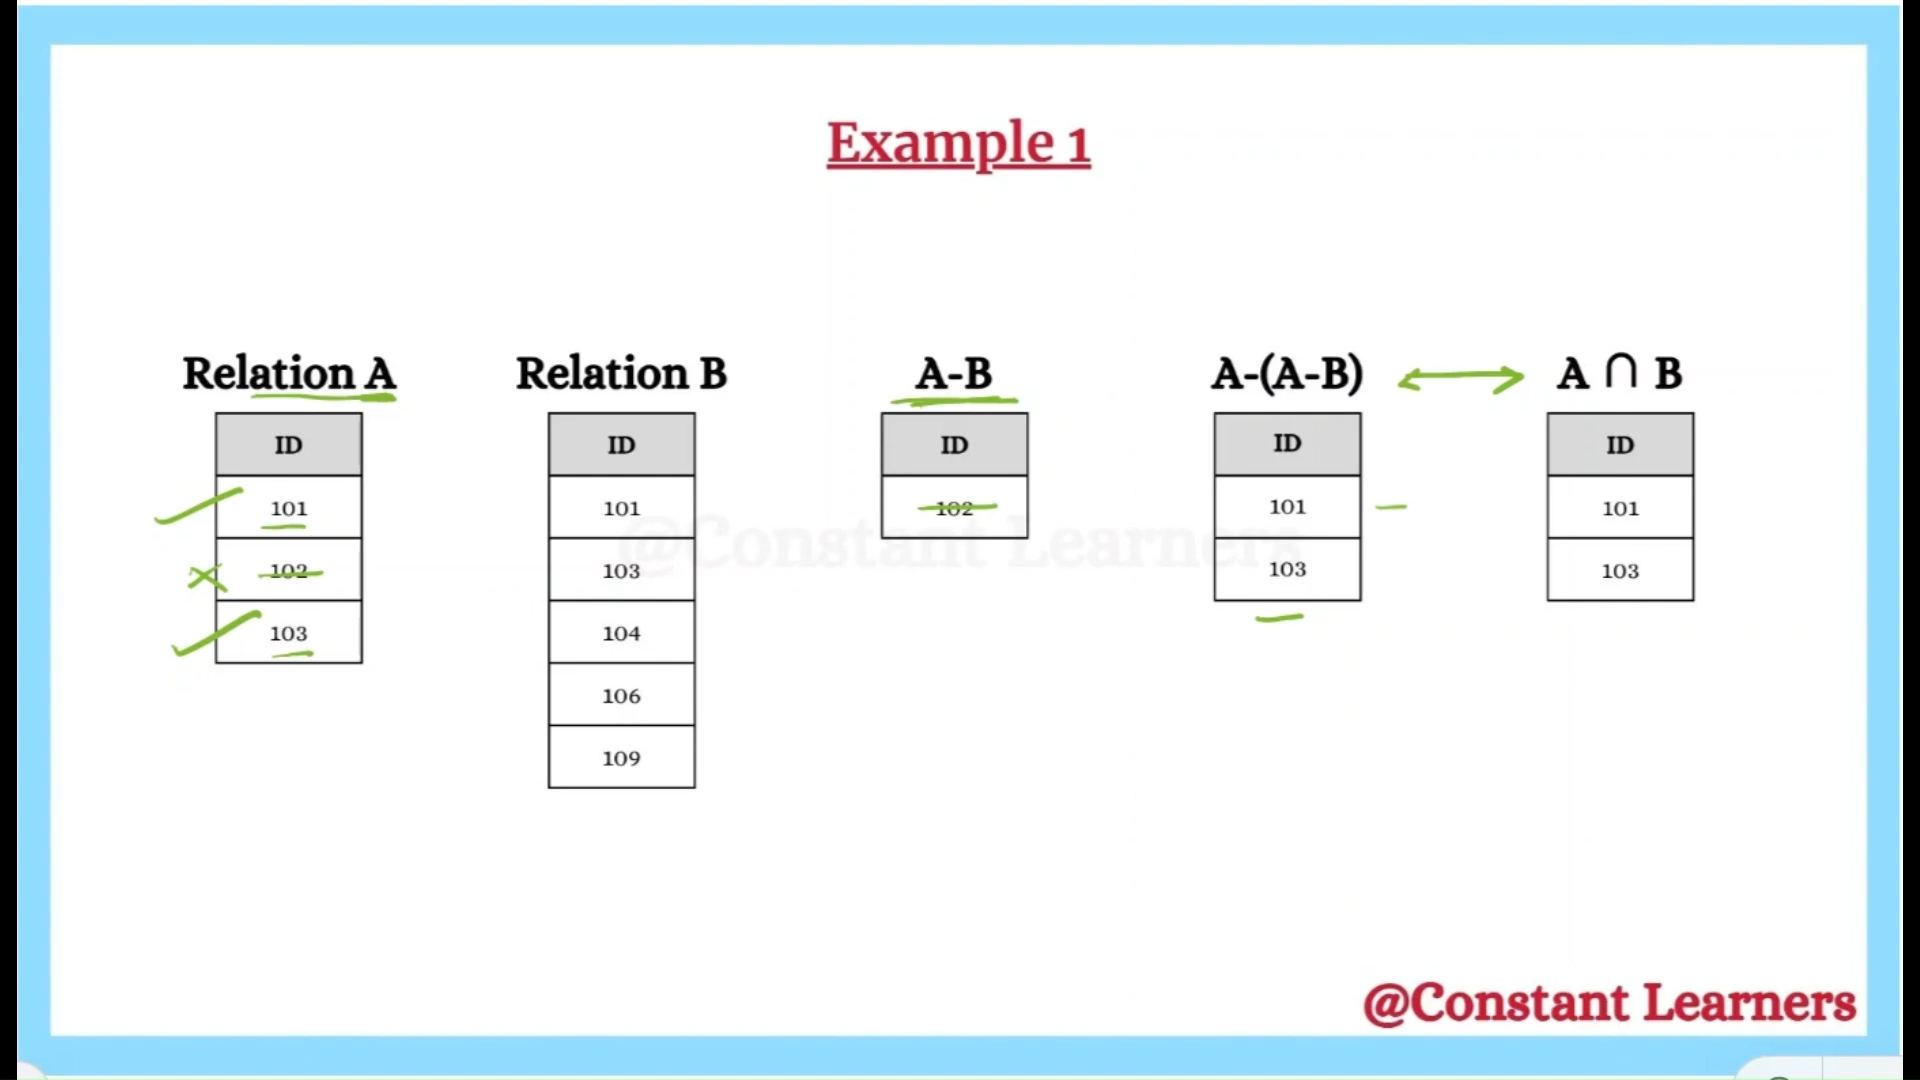 Example 1
Relation A
ID
101
102
103
Relation B
ID
101
103
104
106
109
A-B
ID
102
A-(A-B)
ID
101
103
A ∩ B
ID
101
103
@Constant Learners
@Constant Learners